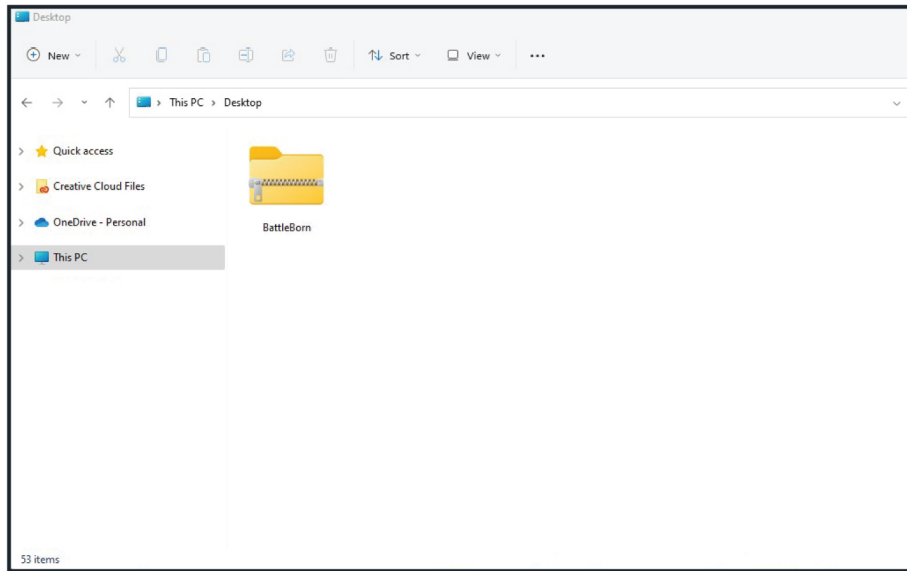 Desktop
New Sort View ...
This PC > Desktop
Quick access
Creative Cloud Files
OneDrive - Personal
This PC
BattleBorn
53 items